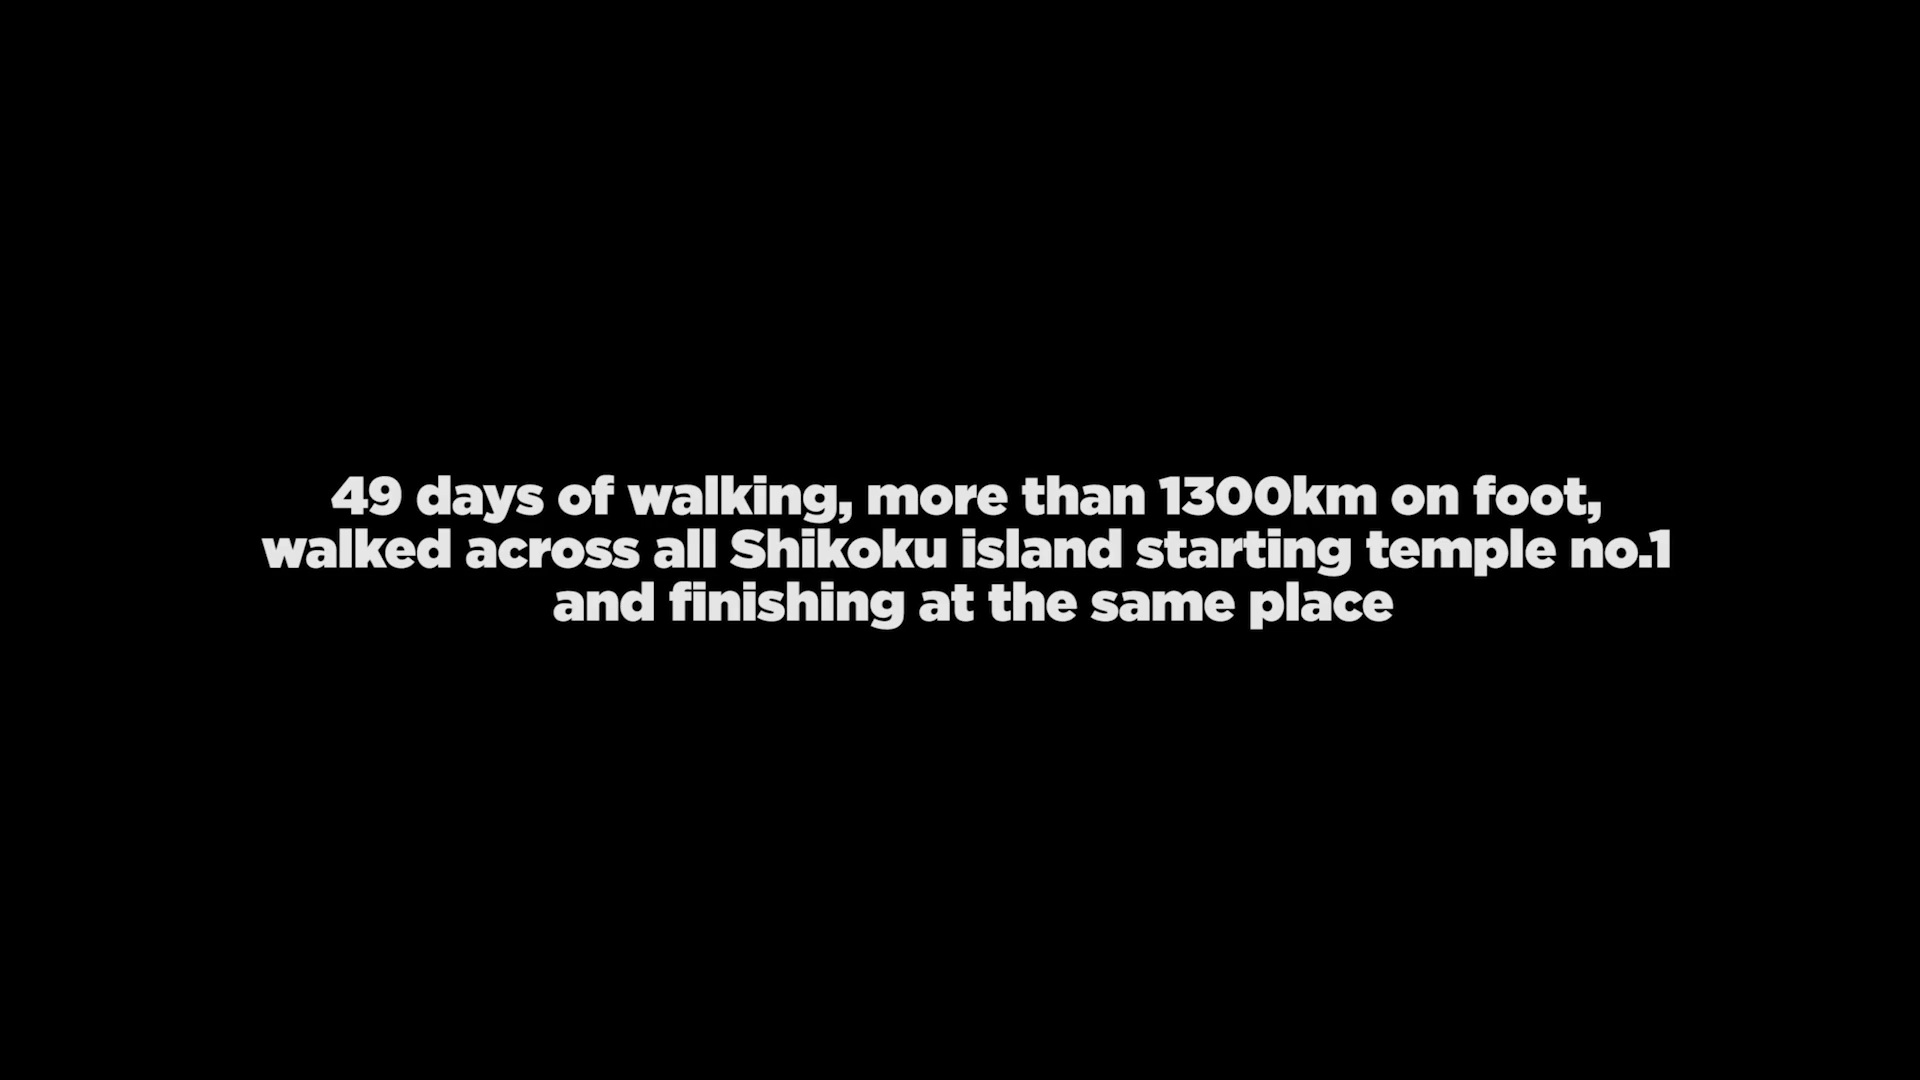 49 days of walking, more than 1300km on foot,
walked across all Shikoku island starting temple no.1
and finishing at the same place